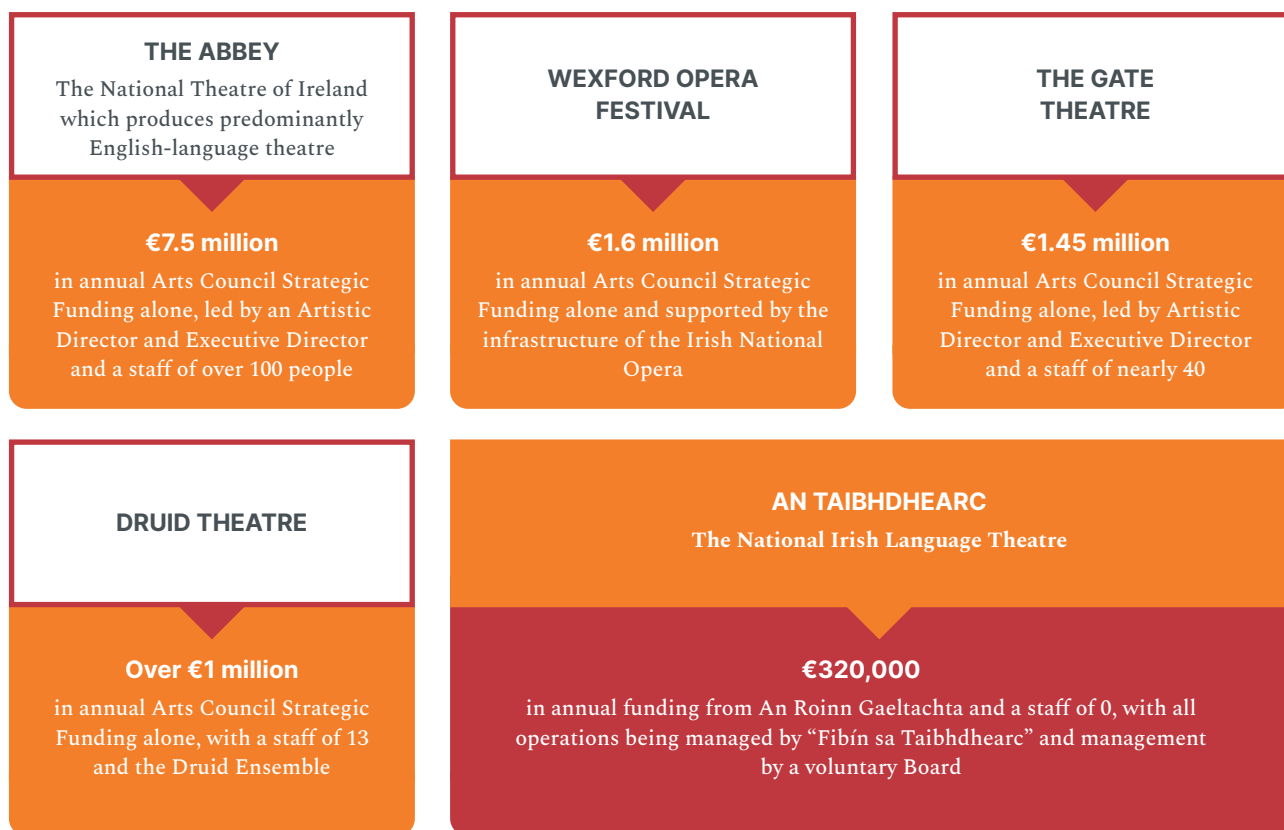 THE ABBEY
The National Theatre of Ireland
which produces predominantly
English-language theatre
€7.5 million
in annual Arts Council Strategic
Funding alone, led by an Artistic
Director and Executive Director
and a staff of over 100 people
WEXFORD OPERA
FESTIVAL
€1.6 million
in annual Arts Council Strategic
Funding alone and supported by the
infrastructure of the Irish National
Opera
THE GATE
THEATRE
€1.45 million
in annual Arts Council Strategic
Funding alone, led by Artistic
Director and Executive Director
and a staff of nearly 40
DRUID THEATRE
Over €1 million
in annual Arts Council Strategic
Funding alone, with a staff of 13
and the Druid Ensemble
AN TAIBHDHEARC
The National Irish Language Theatre
€320,000
in annual funding from An Roinn Gaeltachta and a staff of 0, with all
operations being managed by “Fibín sa Taibhdhearc” and management
by a voluntary Board